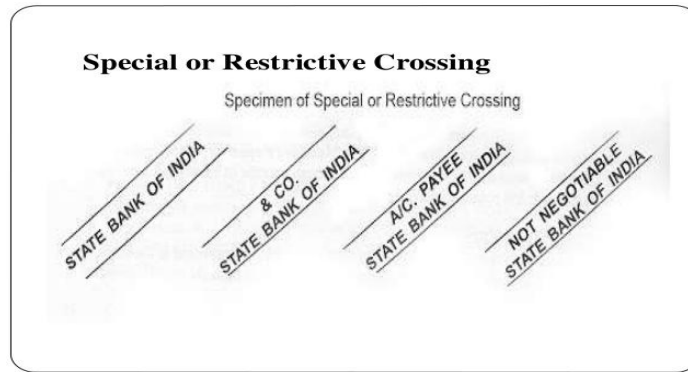 Special or Restrictive Crossing
Specimen of Special or Restrictive Crossing
STATE BANK OF INDIA
& CO.
STATE BANK OF INDIA
A/C. PAYEE
STATE BANK OF INDIA
NOT NEGOTIABLE
STATE BANK OF INDIA